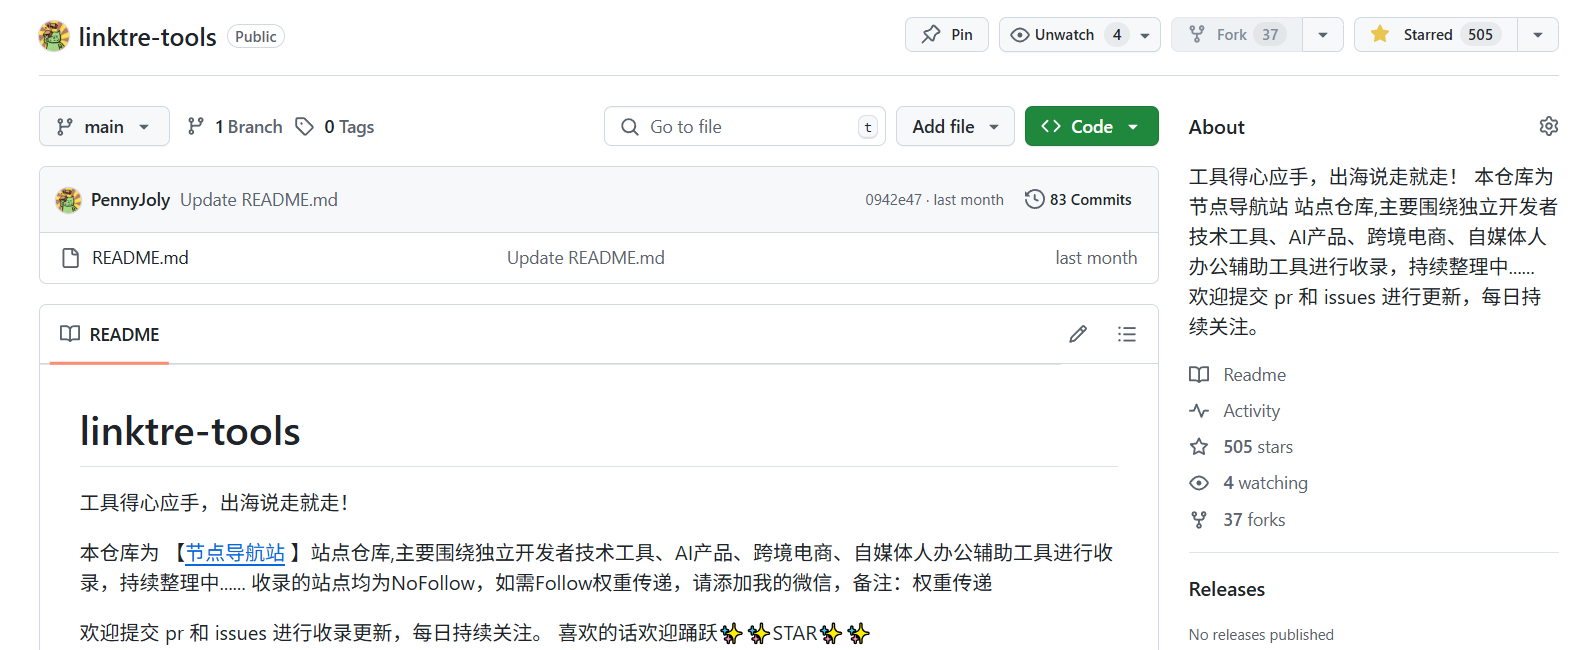 linktre-tools Public Pin Unwatch 4 Fork 37 Starred 505
main 1 Branch 0 Tags Go to file t Add file Code
PennyJoly Update README.md 0942e47 · last month 83 Commits
README.md Update README.md last month
README
linktre-tools
工具得心应手，出海说走就走！
本仓库为 【节点导航站 】站点仓库,主要围绕独立开发者技术工具、AI产品、跨境电商、自媒体人办公辅助工具进行收
录，持续整理中...... 收录的站点均为NoFollow，如需Follow权重传递，请添加我的微信，备注：权重传递
欢迎提交 pr 和 issues 进行收录更新，每日持续关注。 喜欢的话欢迎踊跃✨✨STAR✨✨
About
工具得心应手，出海说走就走！ 本仓库为
节点导航站 站点仓库,主要围绕独立开发者
技术工具、AI产品、跨境电商、自媒体人
办公辅助工具进行收录，持续整理中......
欢迎提交 pr 和 issues 进行更新，每日持
续关注。
Readme
Activity
505 stars
4 watching
37 forks
Releases
No releases published